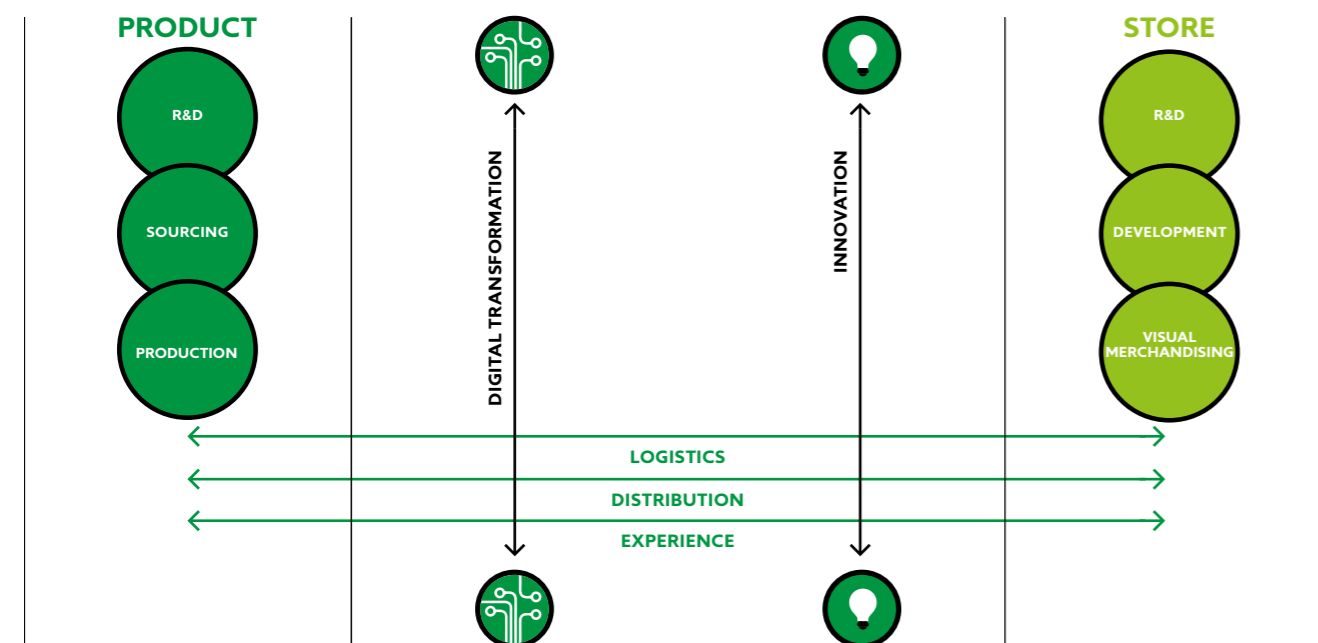 PRODUCT
R&D
SOURCING
PRODUCTION
DIGITAL TRANSFORMATION
INNOVATION
STORE
R&D
DEVELOPMENT
VISUAL
MERCHANDISING
LOGISTICS
DISTRIBUTION
EXPERIENCE